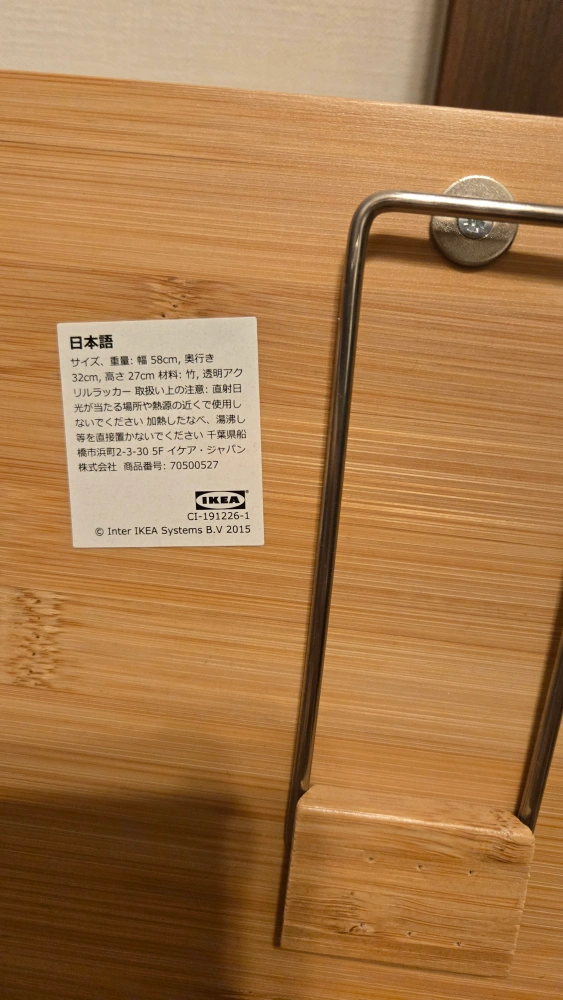 日本語
サイズ、重量: 幅 58cm, 奥行き
32cm, 高さ 27cm 材料: 竹, 透明アク
リルラッカー 取扱い上の注意: 直射日
光が当たる場所や熱源の近くで使用し
ないでください 加熱したなべ、湯沸し
等を直接置かないでください 千葉県船
橋市浜町2-3-30 5F イケア・ジャパン
株式会社 商品番号: 70500527
IKEA®
CI-191226-1
© Inter IKEA Systems B.V 2015